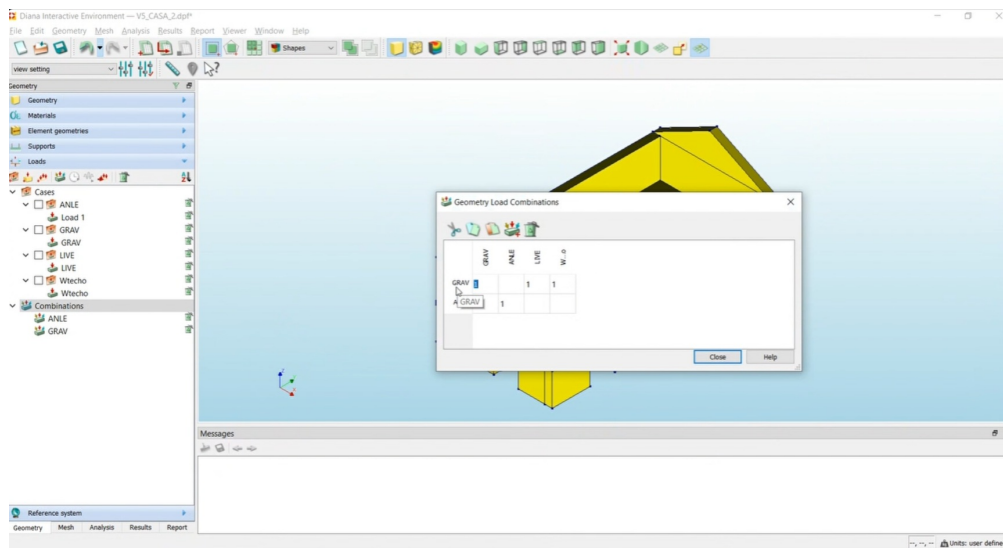 Diana Interactive Environment — V5_CASA_2.dpf*
File Edit Geometry Mesh Analysis Results Report Viewer Window Help
Shapes
view setting
Geometry
Geometry
Materials
Element geometries
Supports
Loads
Cases
ANLE
Load 1
GRAV
GRAV
LIVE
LIVE
Wtecho
Wtecho
Combinations
ANLE
GRAV
Reference system
Geometry Mesh Analysis Results Report
Geometry Load Combinations
GRAV ANLE LIVE W...o
GRAV 1 1 1
A GRAV 1
Close Help
Messages
--, --, -- Units: user define